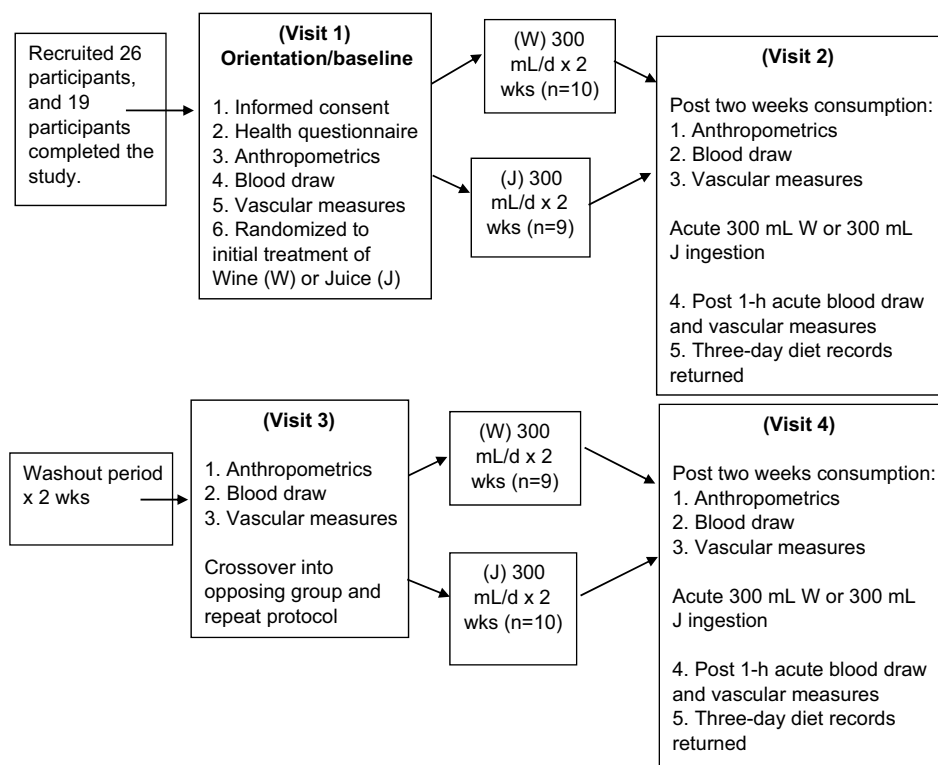 Recruited 26
participants,
and 19
participants
completed the
study.
(Visit 1)
Orientation/baseline
1. Informed consent
2. Health questionnaire
3. Anthropometrics
4. Blood draw
5. Vascular measures
6. Randomized to
initial treatment of
Wine (W) or Juice (J)
(W) 300
mL/d x 2
wks (n=10)
(J) 300
mL/d x 2
wks (n=9)
(Visit 2)
Post two weeks consumption:
1. Anthropometrics
2. Blood draw
3. Vascular measures
Acute 300 mL W or 300 mL
J ingestion
4. Post 1-h acute blood draw
and vascular measures
5. Three-day diet records
returned
Washout period
x 2 wks
(Visit 3)
1. Anthropometrics
2. Blood draw
3. Vascular measures
Crossover into
opposing group and
repeat protocol
(W) 300
mL/d x 2
wks (n=9)
(J) 300
mL/d x 2
wks (n=10)
(Visit 4)
Post two weeks consumption:
1. Anthropometrics
2. Blood draw
3. Vascular measures
Acute 300 mL W or 300 mL
J ingestion
4. Post 1-h acute blood draw
and vascular measures
5. Three-day diet records
returned